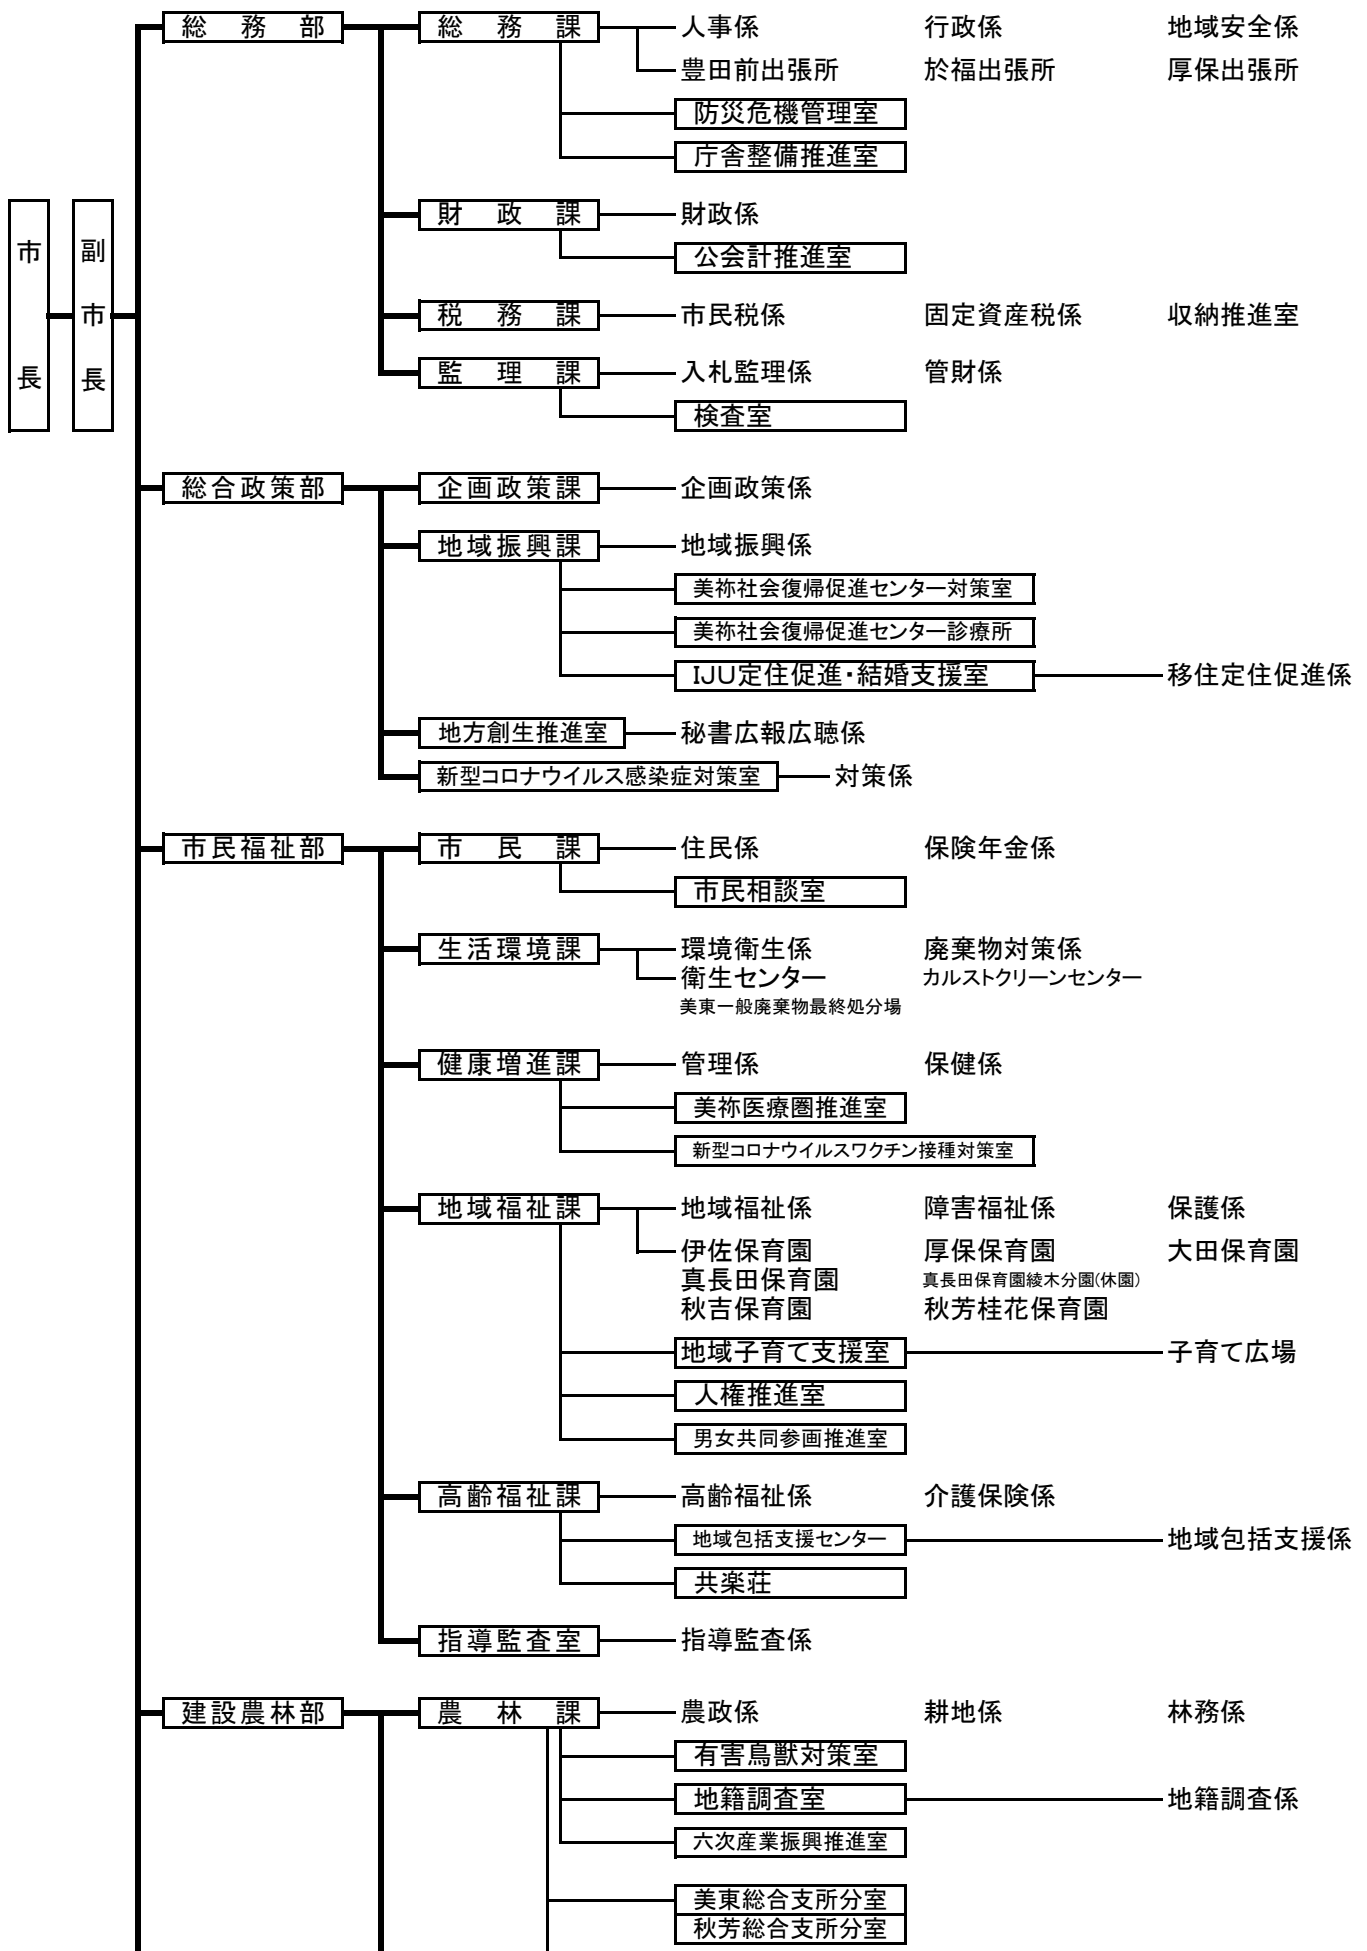 市長
副市長
総務部 総務課 人事係 行政係 地域安全係
豊田前出張所 於福出張所 厚保出張所
防災危機管理室
庁舎整備推進室
財政課 財政係
公会計推進室
税務課 市民税係 固定資産税係 収納推進室
監理課 入札監理係 管財係
検査室
総合政策部 企画政策課 企画政策係
地域振興課 地域振興係
美祢社会復帰促進センター対策室
美祢社会復帰促進センター診療所
IJU定住促進・結婚支援室 移住定住促進係
地方創生推進室 秘書広報広聴係
新型コロナウイルス感染症対策室 対策係
市民福祉部 市民課 住民係 保険年金係
市民相談室
生活環境課 環境衛生係 廃棄物対策係
衛生センター カルストクリーンセンター
美東一般廃棄物最終処分場
健康増進課 管理係 保健係
美祢医療圏推進室
新型コロナウイルスワクチン接種対策室
地域福祉課 地域福祉係 障害福祉係 保護係
伊佐保育園 厚保保育園 大田保育園
真長田保育園 真長田保育園綾木分園(休園)
秋吉保育園 秋芳桂花保育園
地域子育て支援室 子育て広場
人権推進室
男女共同参画推進室
高齢福祉課 高齢福祉係 介護保険係
地域包括支援センター 地域包括支援係
共楽荘
指導監査室 指導監査係
建設農林部 農林課 農政係 耕地係 林務係
有害鳥獣対策室
地籍調査室 地籍調査係
六次産業振興推進室
美東総合支所分室
秋芳総合支所分室